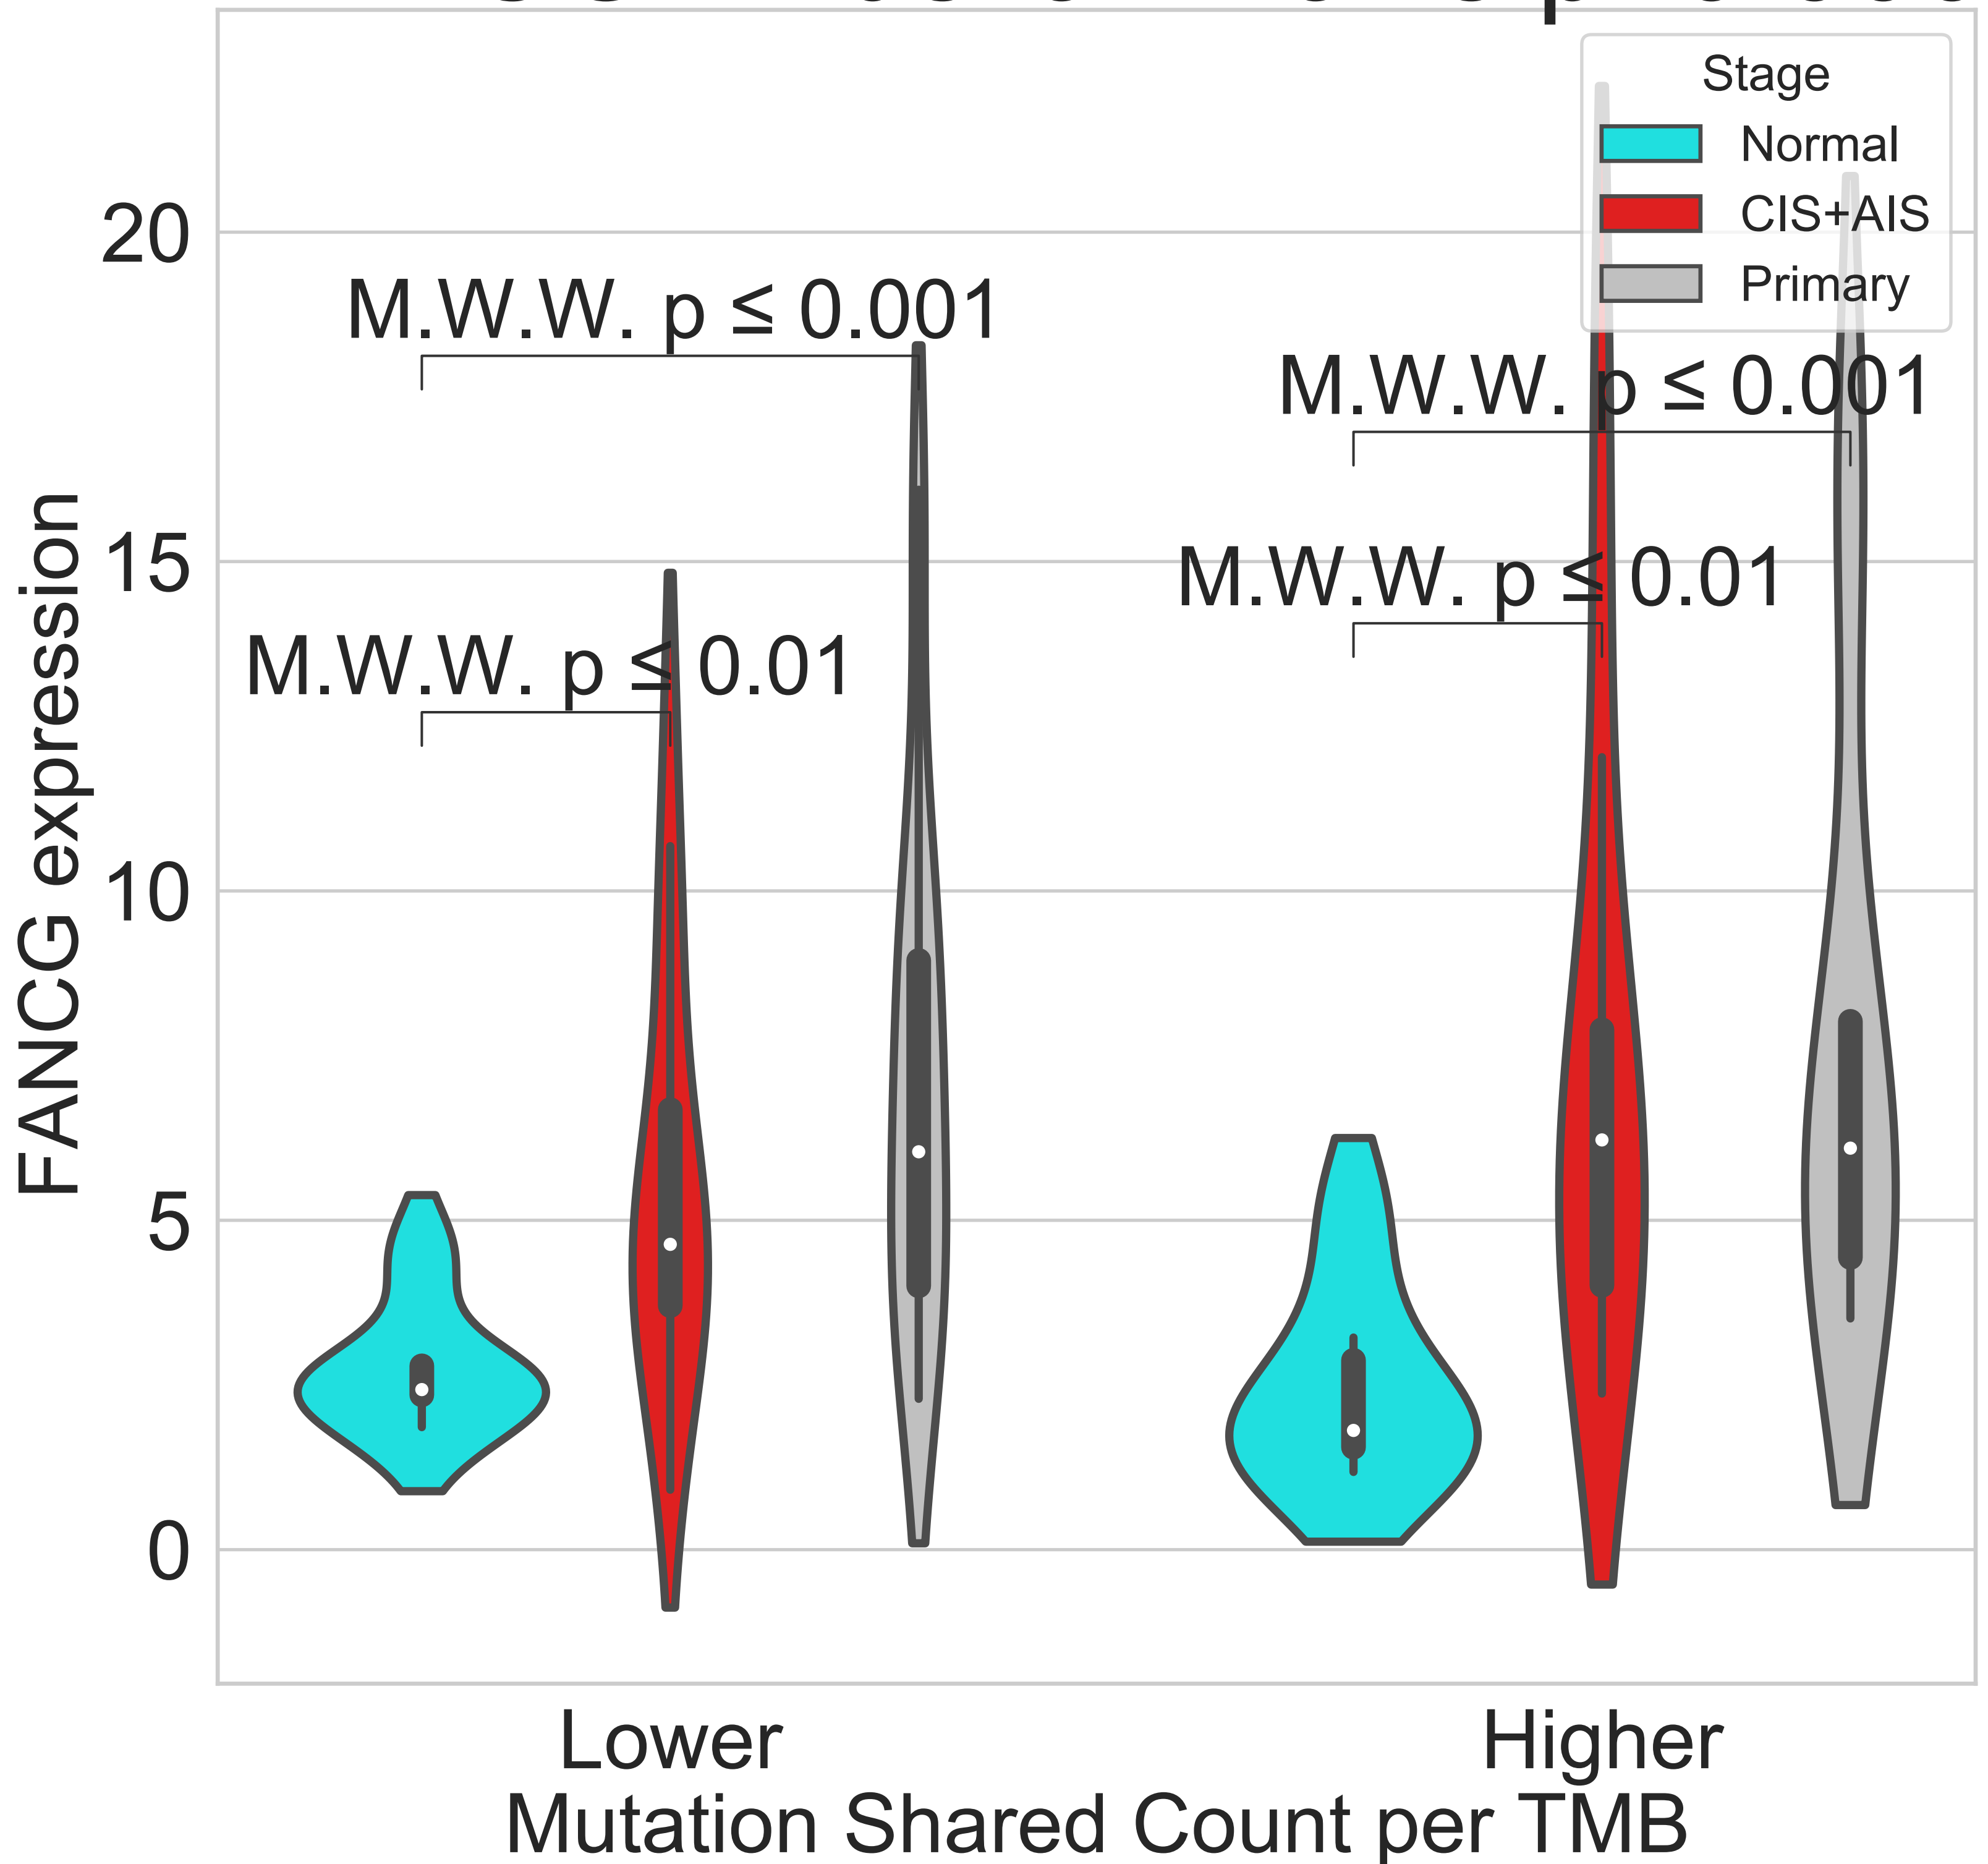 Stage
Normal
CIS+AIS
Primary
20
15
10
5
0
FANCG expression
M.W.W. p ≤ 0.001
M.W.W. p ≤ 0.001
M.W.W. p ≤ 0.01
M.W.W. p ≤ 0.01
Lower
Higher
Mutation Shared Count per TMB